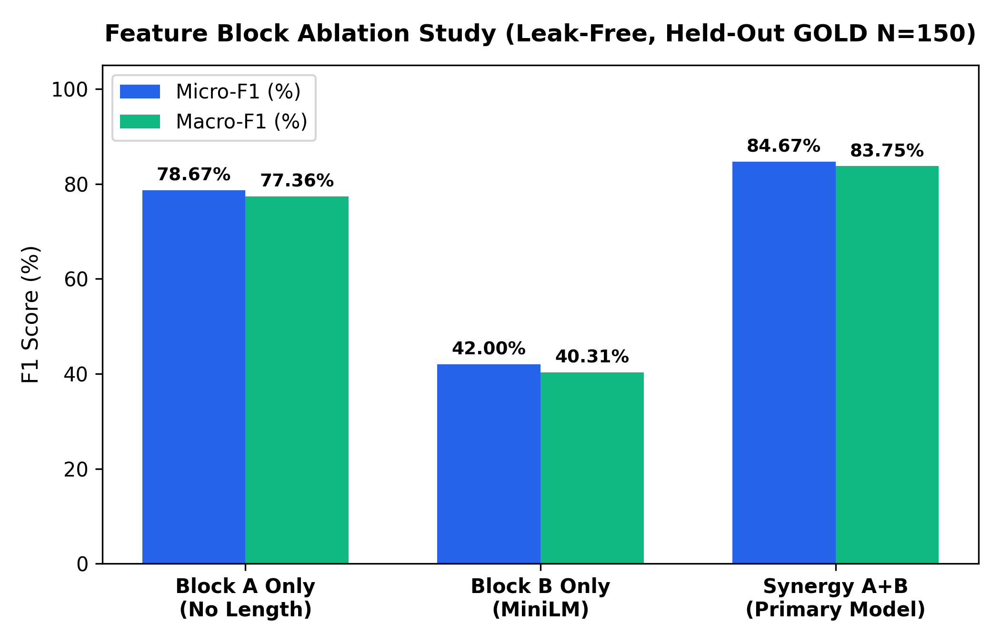 Feature Block Ablation Study (Leak-Free, Held-Out GOLD N=150)
Micro-F1 (%)
Macro-F1 (%)
F1 Score (%)
100
80
60
40
20
0
78.67%
77.36%
42.00%
40.31%
84.67%
83.75%
Block A Only
(No Length)
Block B Only
(MiniLM)
Synergy A+B
(Primary Model)